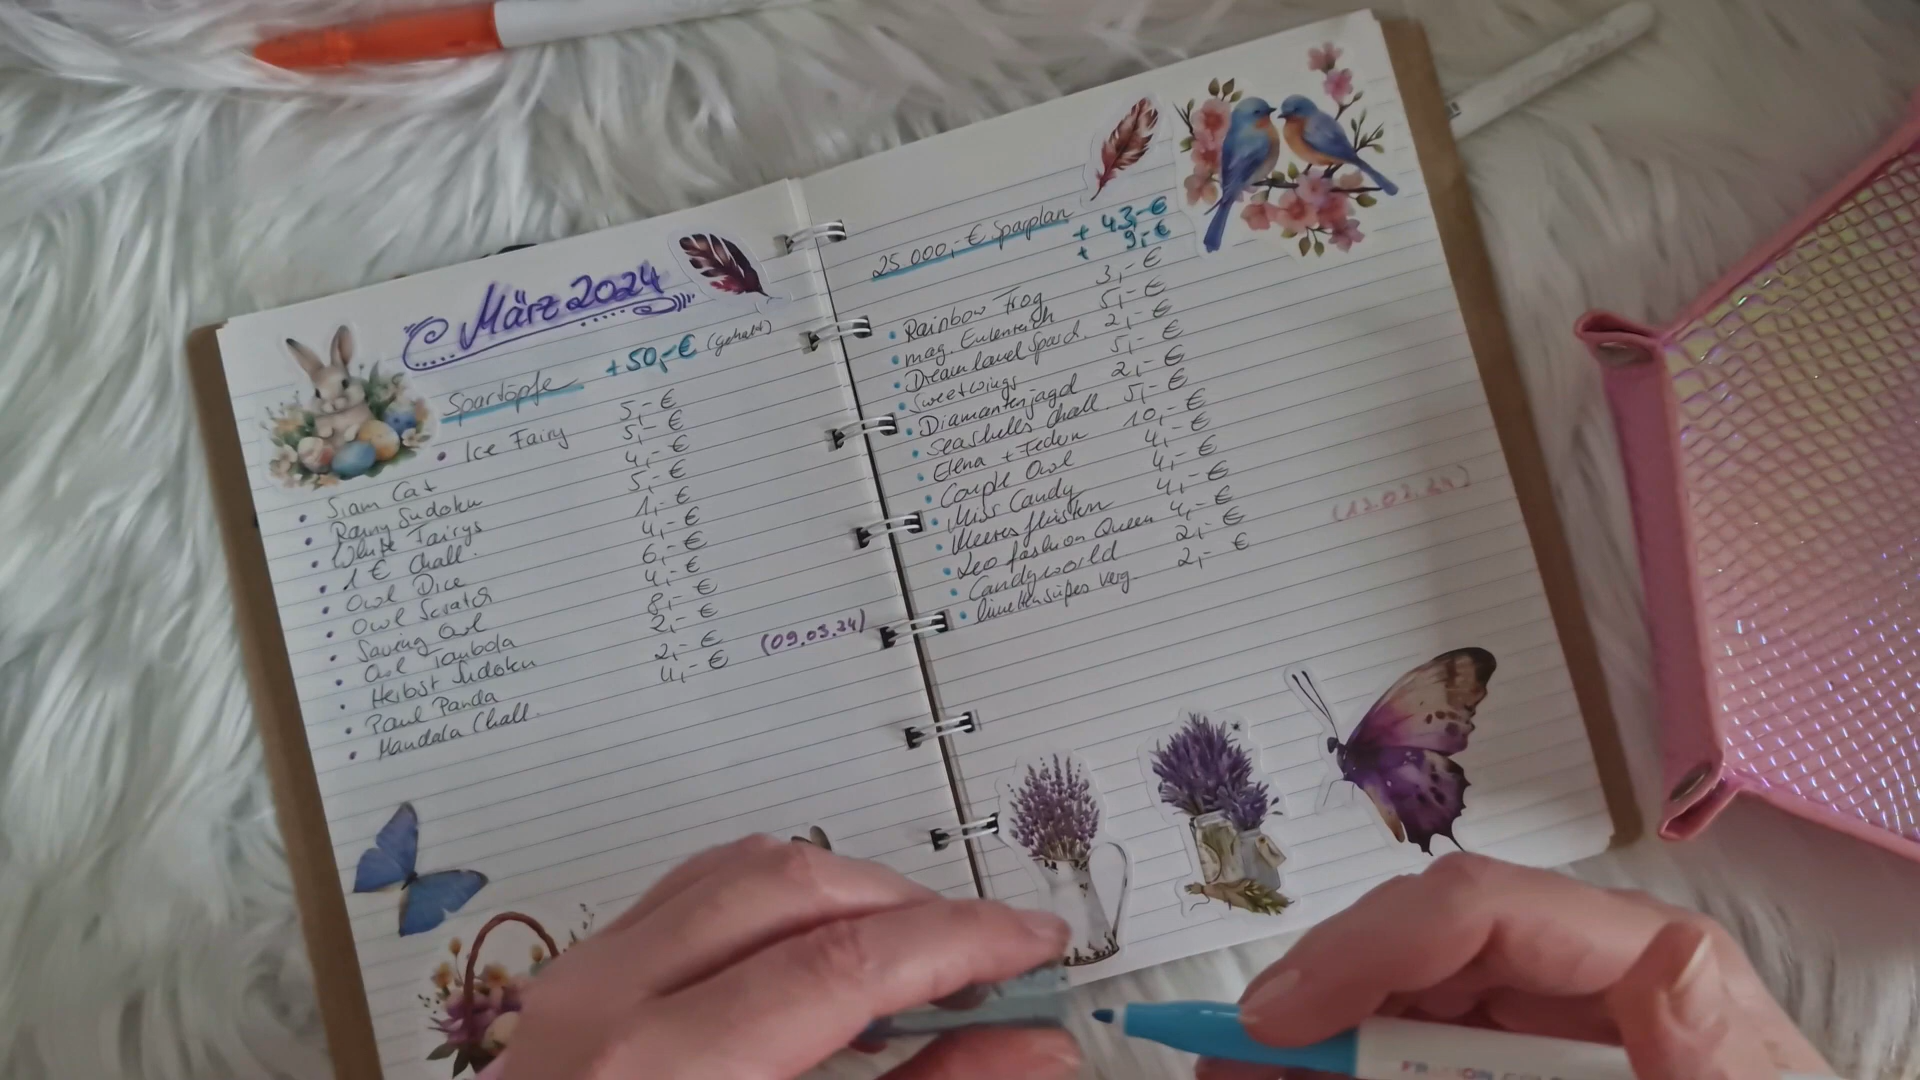 März 2024
Spartöpfe +50,-€ (Gehalt)
• Ice Fairy 5,-€
• Siam Cat 5,-€
• Rainy Sudoku 4,-€
• White Fairys 5,-€
• 1 € Chall. 1,-€
• Owl Dice 4,-€
• Owl Scratch 6,-€
• Saving Owl 4,-€
• Owl Tombola 8,-€
• Herbst Sudoku 2,-€
• Paul Panda 2,-€
• Mandala Chall. 4,-€ (09.03.24)
25.000,-€ Sparplan + 43,-€
+ 9,-€
• Rainbow Frog 3,-€
• mag. Eulenteich 5,-€
• Dreamland Sparch. 2,-€
• Sweetwings 5,-€
• Diamantenjagd 2,-€
• Seashells Chall. 5,-€
• Elena + Federn 10,-€
• Couple Owl 4,-€
• Miss Candy 4,-€
• Meeresflüstern 4,-€
• Leo fashion Queen 4,-€
• Candyworld 2,-€
• süßes Verg. 2,-€